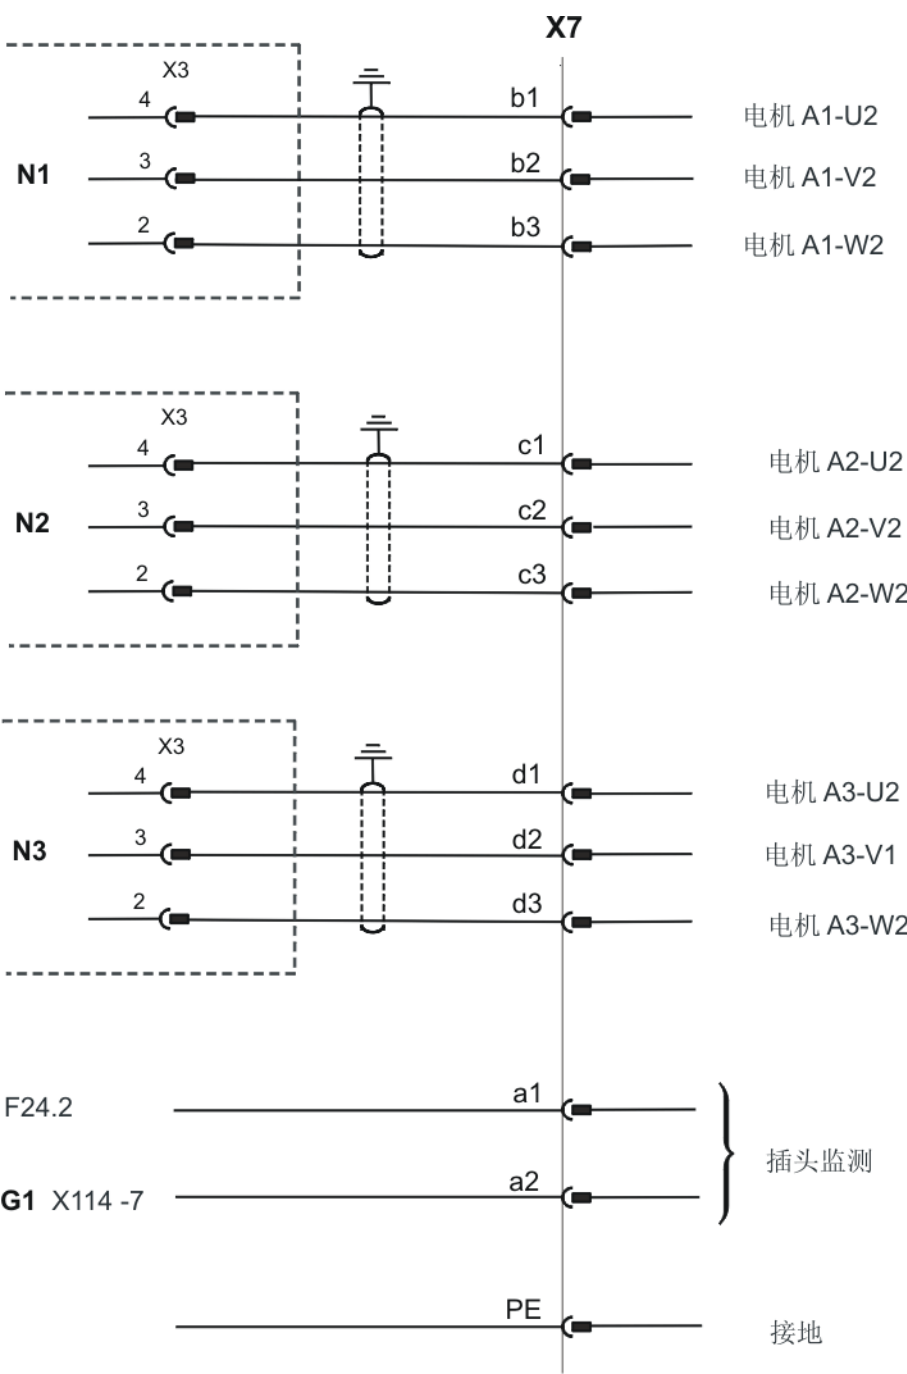 X7
X3
4 b1 电机 A1-U2
N1 3 b2 电机 A1-V2
2 b3 电机 A1-W2
X3
4 c1 电机 A2-U2
N2 3 c2 电机 A2-V2
2 c3 电机 A2-W2
X3
4 d1 电机 A3-U2
N3 3 d2 电机 A3-V1
2 d3 电机 A3-W2
F24.2 a1
插头监测
G1 X114 -7 a2
PE 接地